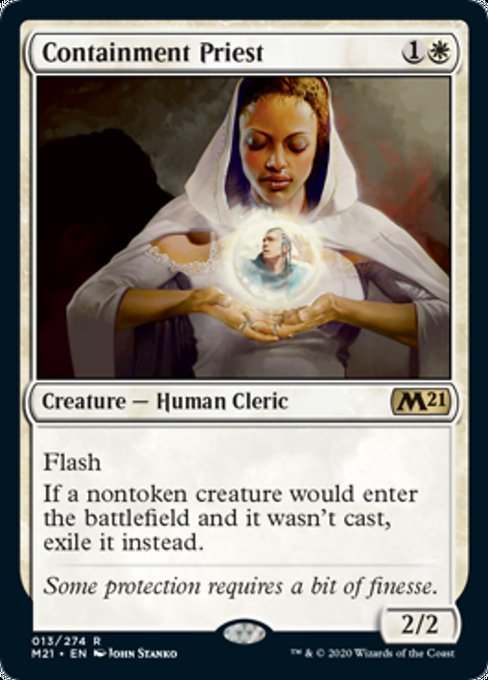 Containment Priest 1
Creature — Human Cleric M21
Flash
If a nontoken creature would enter
the battlefield and it wasn't cast,
exile it instead.
Some protection requires a bit of finesse.
2/2
013/274 R
M21 • EN JOHN STANKO ™ & © 2020 Wizards of the Coast